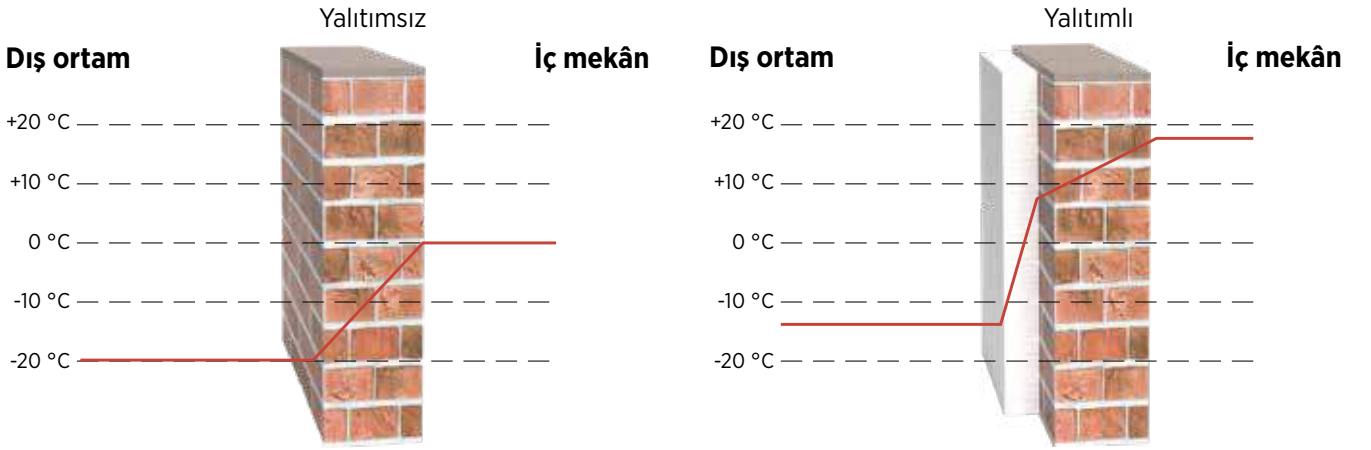 Yalıtımsız
Dış ortam
İç mekân
+20 °C
+10 °C
0 °C
-10 °C
-20 °C
Yalıtımlı
Dış ortam
İç mekân
+20 °C
+10 °C
0 °C
-10 °C
-20 °C